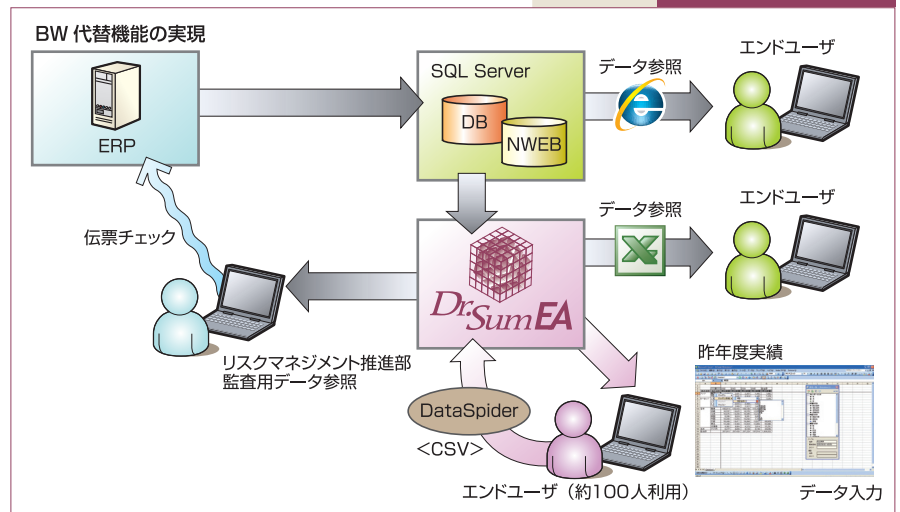 BW 代替機能の実現
ERP
SQL Server
DB
NWEB
データ参照
エンドユーザ
伝票チェック
Dr.Sum EA
データ参照
エンドユーザ
リスクマネジメント推進部
監査用データ参照
DataSpider
<CSV>
エンドユーザ（約100人利用）
昨年度実績
データ入力